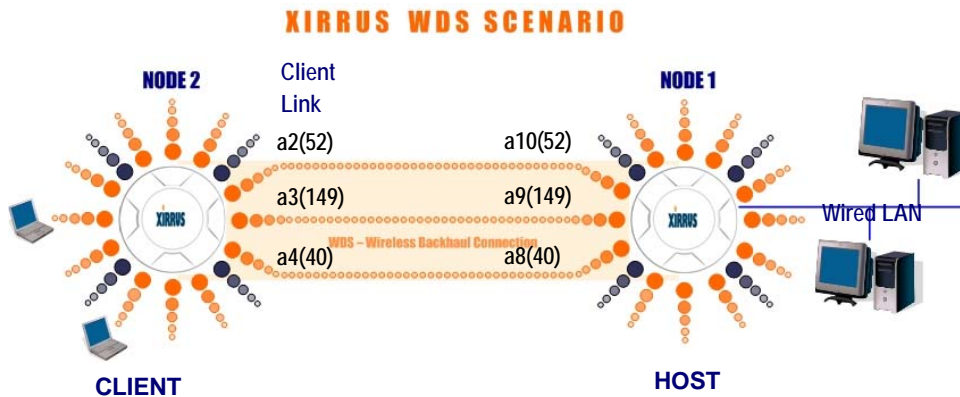 XIRRUS WDS SCENARIO
NODE 2
Client
Link
NODE 1
a2(52)
a10(52)
a3(149)
a9(149)
XIRRUS
XIRRUS
Wired LAN
WDS – Wireless Backhaul Connection
a4(40)
a8(40)
CLIENT
HOST